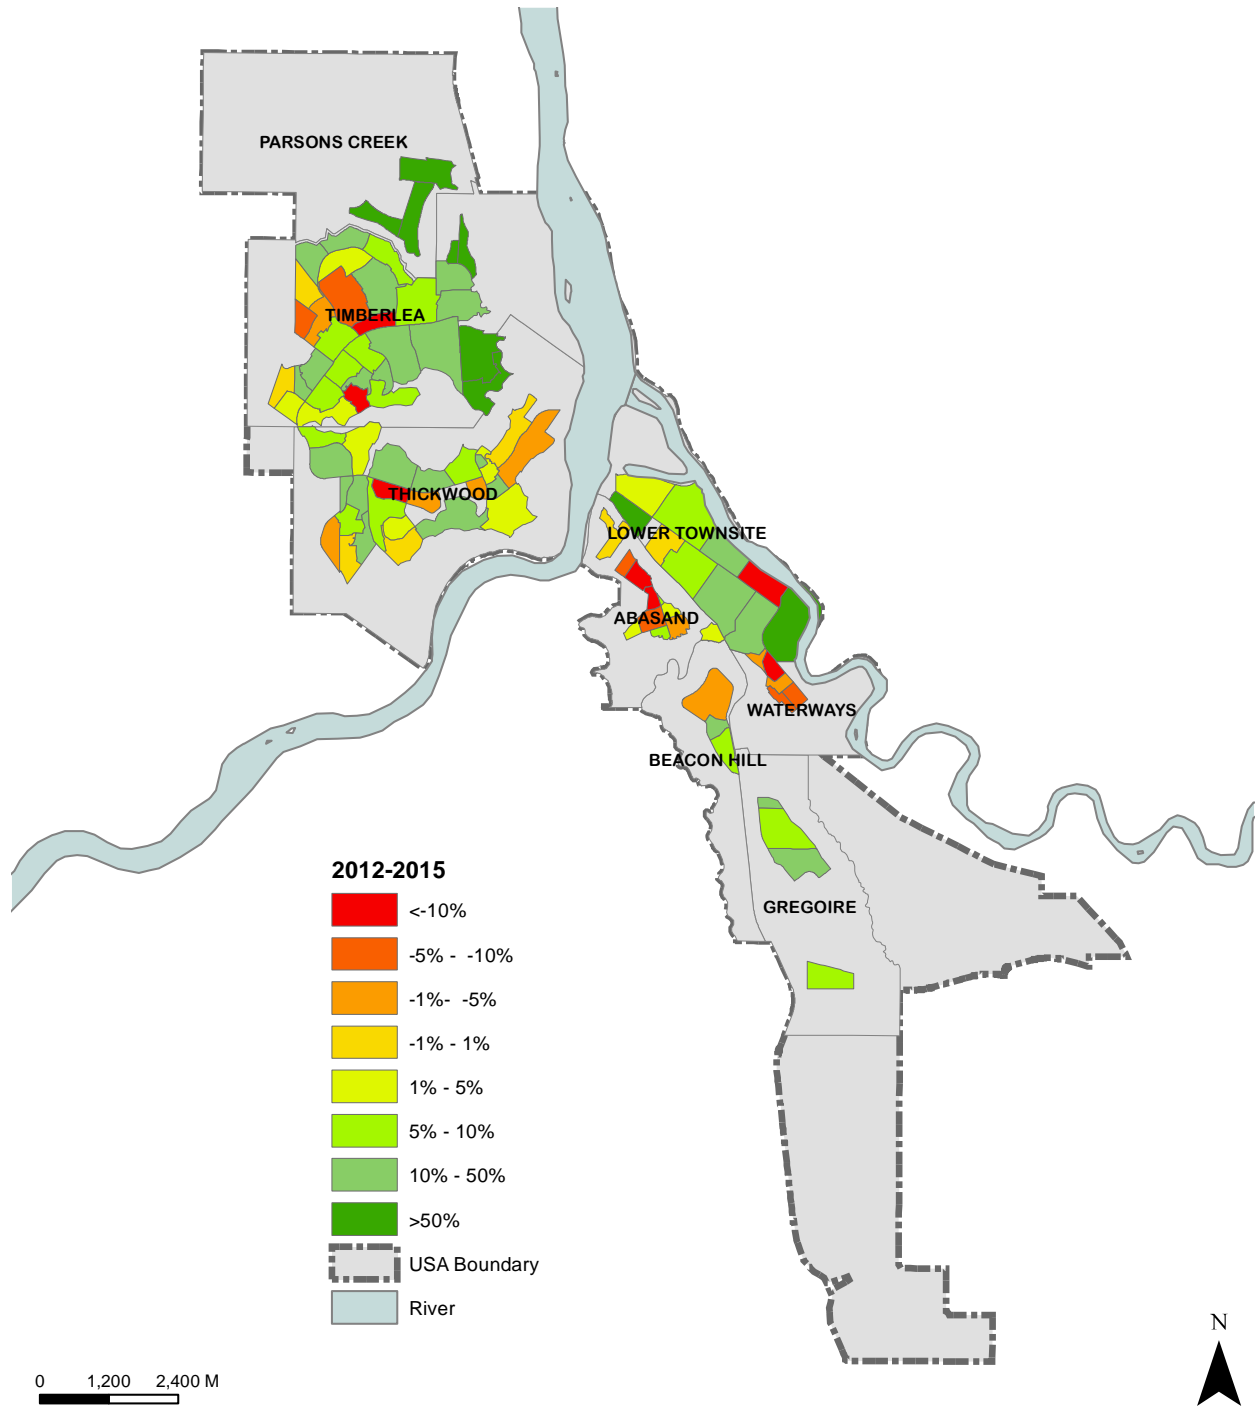 PARSONS CREEK
TIMBERLEA
THICKWOOD
LOWER TOWNSITE
ABASAND
WATERWAYS
BEACON HILL
GREGOIRE
2012-2015
<-10%
-5% -  -10%
-1%-  -5%
-1% - 1%
1% - 5%
5% - 10%
10% - 50%
>50%
USA Boundary
River
N
0 1,200 2,400 M